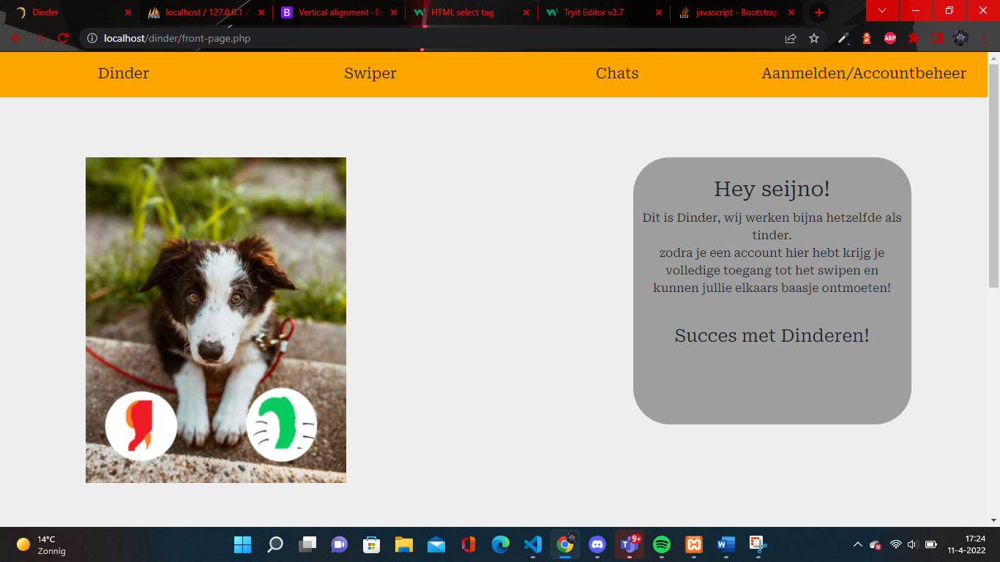 Dinder
localhost / 127.0.0.1 /
Vertical alignment · Bo
HTML select tag
Tryit Editor v3.7
javascript - Bootstrap
localhost/dinder/front-page.php
ABP
Dinder
Swiper
Chats
Aanmelden/Accountbeheer
Hey seijno!
Dit is Dinder, wij werken bijna hetzelfde als
tinder.
zodra je een account hier hebt krijg je
volledige toegang tot het swipen en
kunnen jullie elkaars baasje ontmoeten!
Succes met Dinderen!
14°C
Zonnig
9+
17:24
11-4-2022